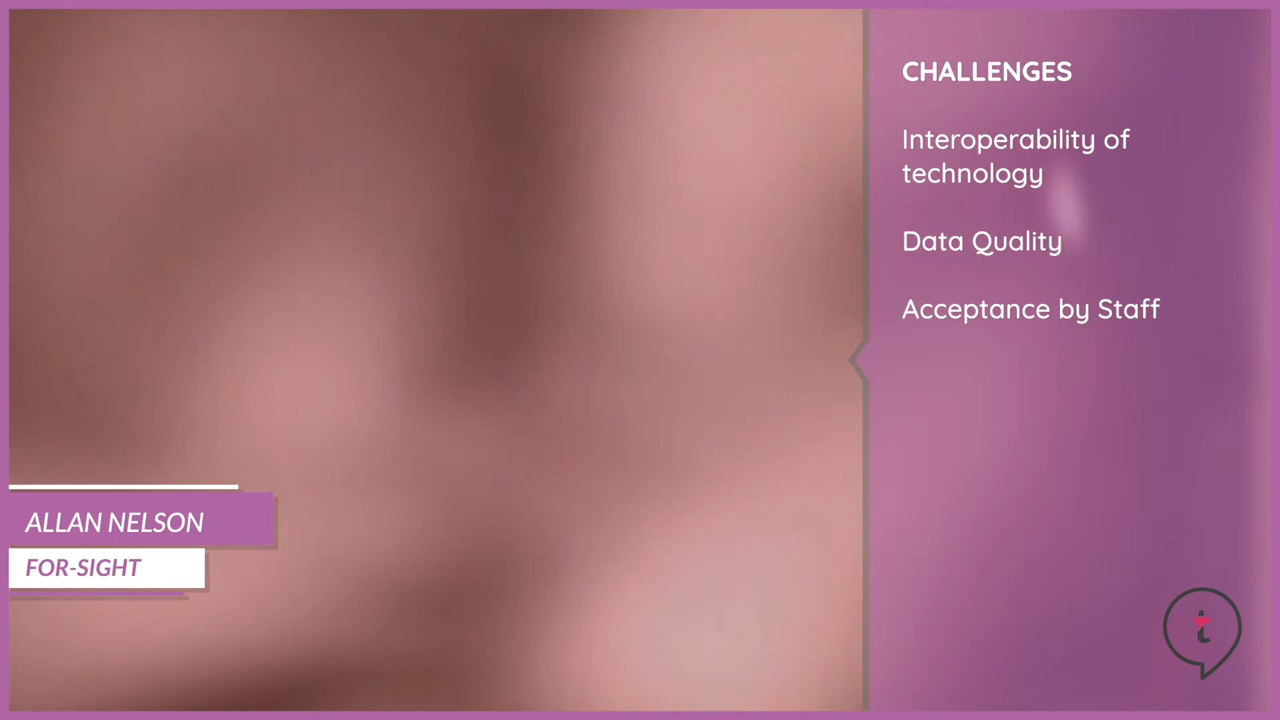 CHALLENGES
Interoperability of
technology
Data Quality
Acceptance by Staff
ALLAN NELSON
FOR-SIGHT